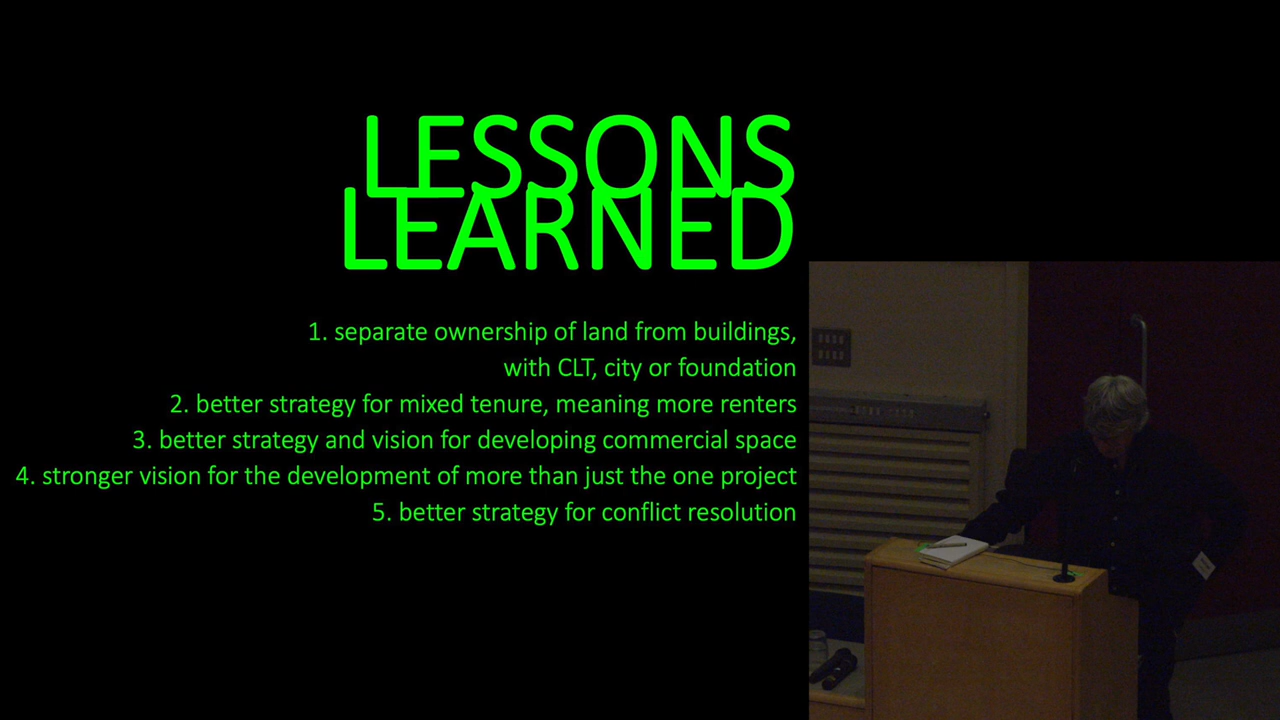 LESSONS
LEARNED
1. separate ownership of land from buildings,
with CLT, city or foundation
2. better strategy for mixed tenure, meaning more renters
3. better strategy and vision for developing commercial space
4. stronger vision for the development of more than just the one project
5. better strategy for conflict resolution